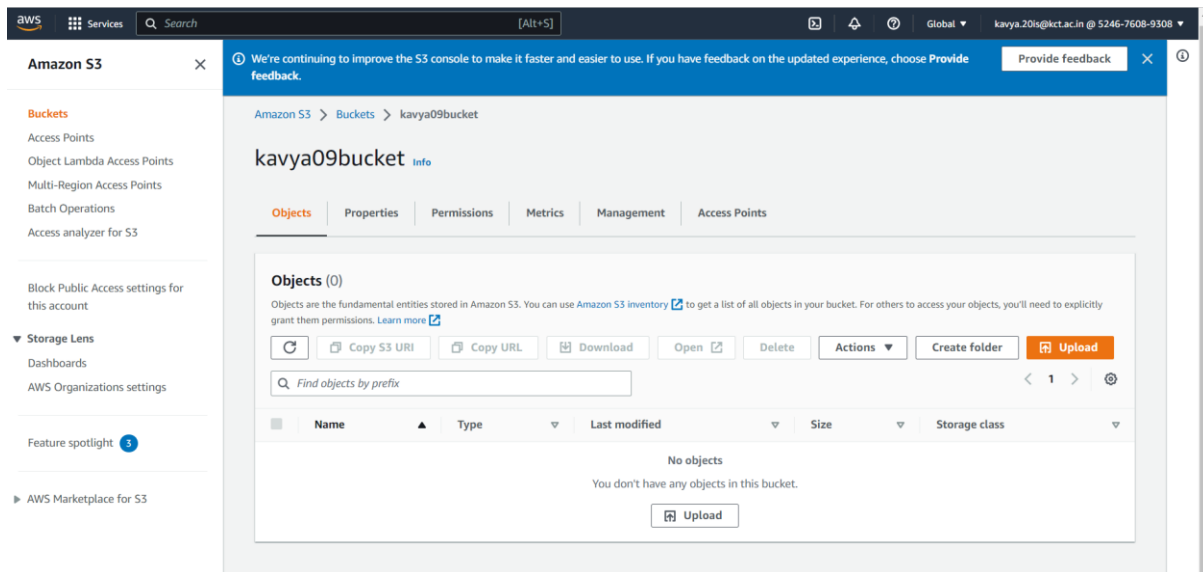 aws
Services
Search
[Alt+S]
Global
kavya.20is@kct.ac.in @ 5246-7608-9308
Amazon S3
Buckets
Access Points
Object Lambda Access Points
Multi-Region Access Points
Batch Operations
Access analyzer for S3
Block Public Access settings for
this account
Storage Lens
Dashboards
AWS Organizations settings
Feature spotlight 3
AWS Marketplace for S3
We're continuing to improve the S3 console to make it faster and easier to use. If you have feedback on the updated experience, choose Provide
feedback.
Provide feedback
Amazon S3 > Buckets > kavya09bucket
kavya09bucket Info
Objects Properties Permissions Metrics Management Access Points
Objects (0)
Objects are the fundamental entities stored in Amazon S3. You can use Amazon S3 inventory to get a list of all objects in your bucket. For others to access your objects, you'll need to explicitly
grant them permissions. Learn more
Copy S3 URI Copy URL Download Open Delete Actions Create folder Upload
Find objects by prefix
< 1 >
Name Type Last modified Size Storage class
No objects
You don't have any objects in this bucket.
Upload